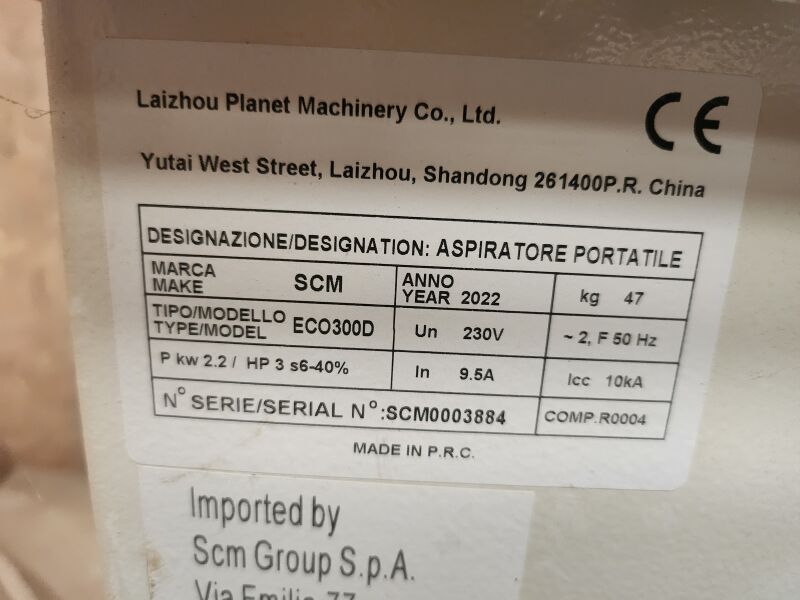 Laizhou Planet Machinery Co., Ltd.
CE
Yutai West Street, Laizhou, Shandong 261400P.R. China
DESIGNAZIONE/DESIGNATION: ASPIRATORE PORTATILE
MARCA
MAKE
SCM
ANNO
YEAR 2022
kg 47
TIPO/MODELLO
TYPE/MODEL
ECO300D
Un 230V
~ 2, F 50 Hz
P kw 2.2 / HP 3 s6-40%
In 9.5A
Icc 10kA
N° SERIE/SERIAL N°:SCM0003884
COMP.R0004
MADE IN P.R.C.
Imported by
Scm Group S.p.A.
Via Emilia 77